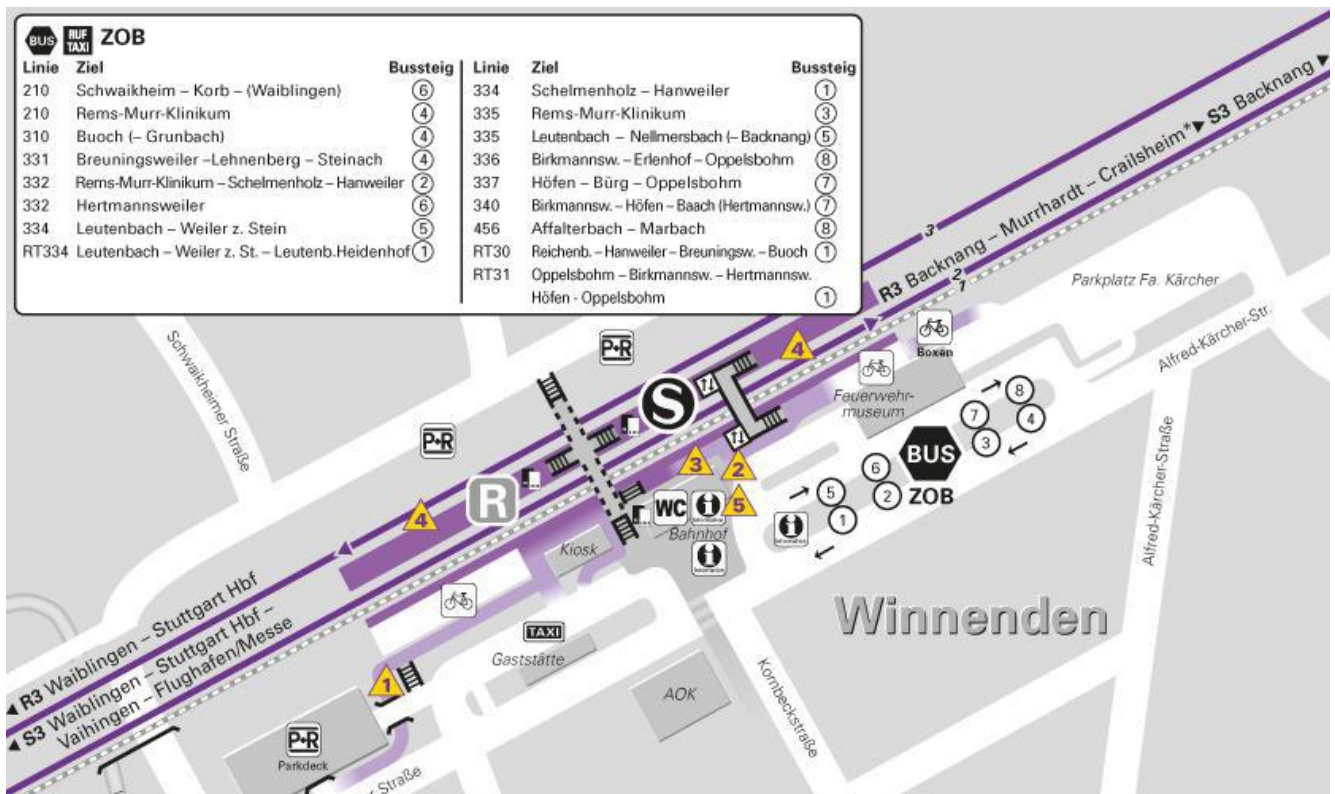 BUS RUF TAXI ZOB
Linie Ziel Bussteig
210 Schwaikheim – Korb – (Waiblingen) 6
210 Rems-Murr-Klinikum 4
310 Buoch (– Grunbach) 4
331 Breuningsweiler –Lehnenberg – Steinach 4
332 Rems-Murr-Klinikum – Schelmenholz – Hanweiler 2
332 Hertmannsweiler 6
334 Leutenbach – Weiler z. Stein 5
RT334 Leutenbach – Weiler z. St. – Leutenb.Heidenhof 1
Linie Ziel Bussteig
334 Schelmenholz – Hanweiler 1
335 Rems-Murr-Klinikum 3
335 Leutenbach – Nellmersbach (– Backnang) 5
336 Birkmannsw. – Erlenhof – Oppelsbohm 8
337 Höfen – Bürg – Oppelsbohm 7
340 Birkmannsw. – Höfen – Baach (Hertmannsw.) 7
456 Affalterbach – Marbach 8
RT30 Reichenb. – Hanweiler – Breuningsw. – Buoch 1
RT31 Oppelsbohm – Birkmannsw. – Hertmannsw.
Höfen - Oppelsbohm 1
S3 Backnang
R3 Backnang – Murrhardt – Crailsheim*
3
2
1
Parkplatz Fa. Kärcher
Alfred-Kärcher-Str.
Schwaikheimer Straße
P+R
4
Boxen
S
Feuerwehr-
museum
P+R
8
7
4
3
BUS
ZOB
6
2
5
1
Information
3
2
5
4
R
WC
Information
Bahnhof
Information
Kiosk
Alfred-Kärcher-Straße
Winnenden
TAXI
Gaststätte
AOK
Kornbeckstraße
1
R3 Waiblingen – Stuttgart Hbf
S3 Waiblingen – Stuttgart Hbf –
Vaihingen – Flughafen/Messe
P+R
Parkdeck
er Straße